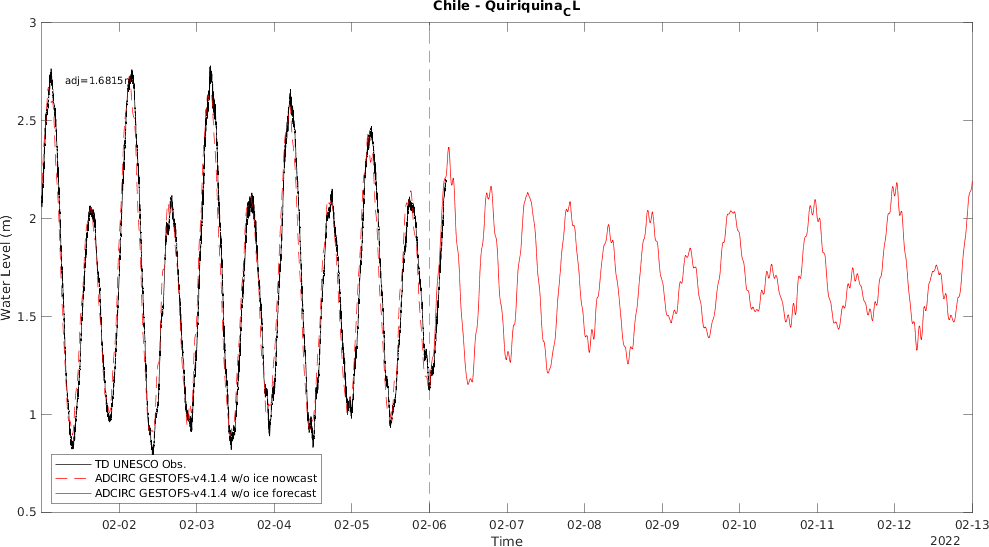 Chile - Quiriquina_CL
3
adj=1.6815m
2.5
2
Water Level (m)
1.5
1
TD UNESCO Obs.
ADCIRC GESTOFS-v4.1.4 w/o ice nowcast
ADCIRC GESTOFS-v4.1.4 w/o ice forecast
0.5
02-02 02-03 02-04 02-05 02-06 02-07 02-08 02-09 02-10 02-11 02-12 02-13
Time
2022